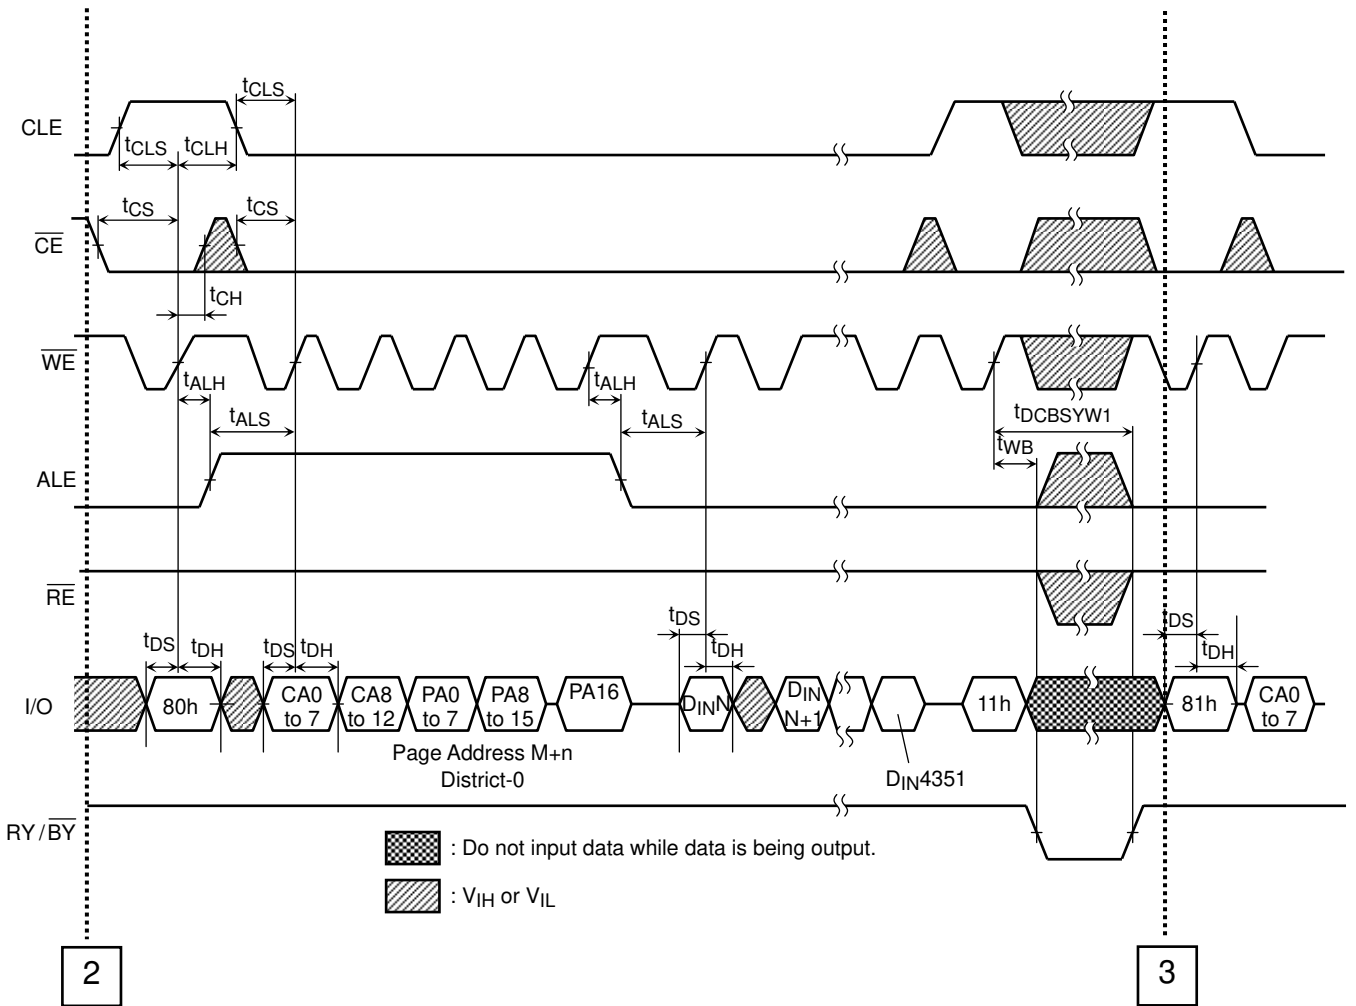 tCLS
CLE
tCLS
tCLH
tCS
tCS
CE
tCH
WE
tALH
tALH
tALS
tALS
tDCBSYW1
tWB
ALE
RE
tDS
tDH
tDS
tDH
tDS
tDH
tDS
tDH
I/O
80h
CA0 to 7
CA8 to 12
PA0 to 7
PA8 to 15
PA16
DINN
DIN N+1
11h
81h
CA0 to 7
Page Address M+n
District-0
DIN4351
RY/BY
: Do not input data while data is being output.
: VIH or VIL
2
3